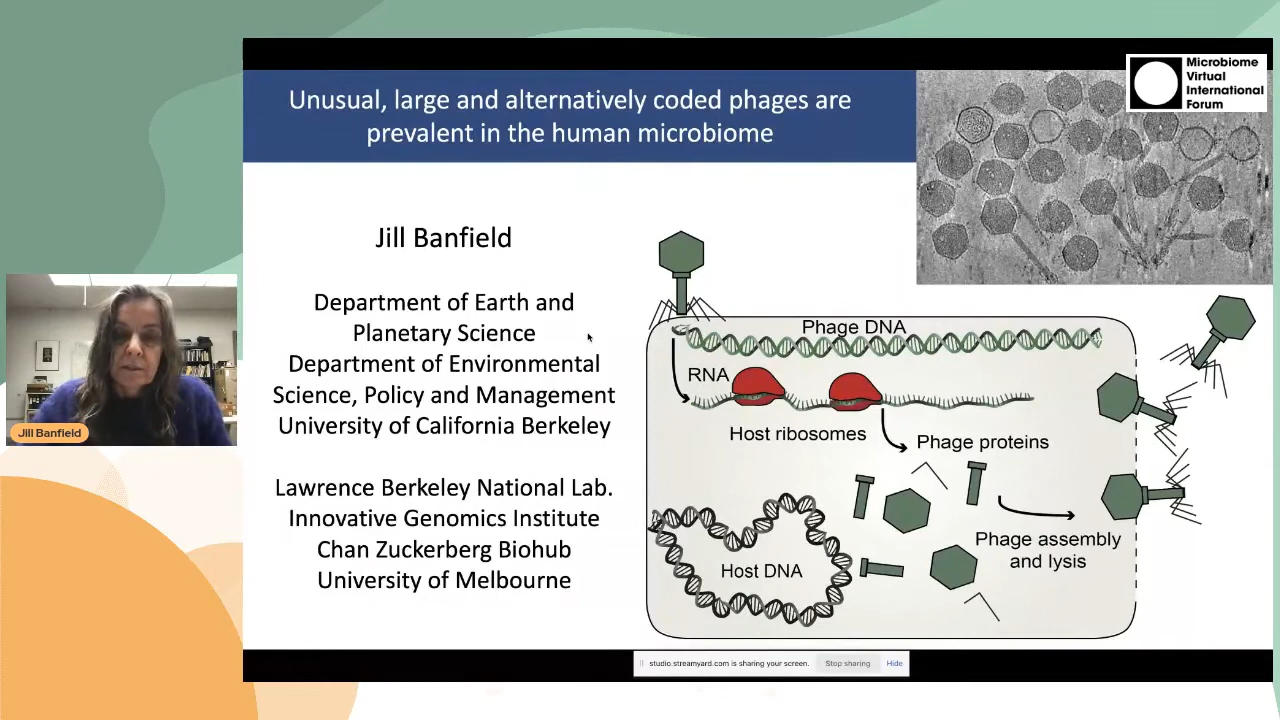 Microbiome
Virtual
International
Forum
Unusual, large and alternatively coded phages are
prevalent in the human microbiome
Jill Banfield
Department of Earth and
Planetary Science
Department of Environmental
Science, Policy and Management
University of California Berkeley
Lawrence Berkeley National Lab.
Innovative Genomics Institute
Chan Zuckerberg Biohub
University of Melbourne
Phage DNA
RNA
Host ribosomes
Phage proteins
Phage assembly
and lysis
Host DNA
Jill Banfield
studio.streamyard.com is sharing your screen.
Stop sharing
Hide